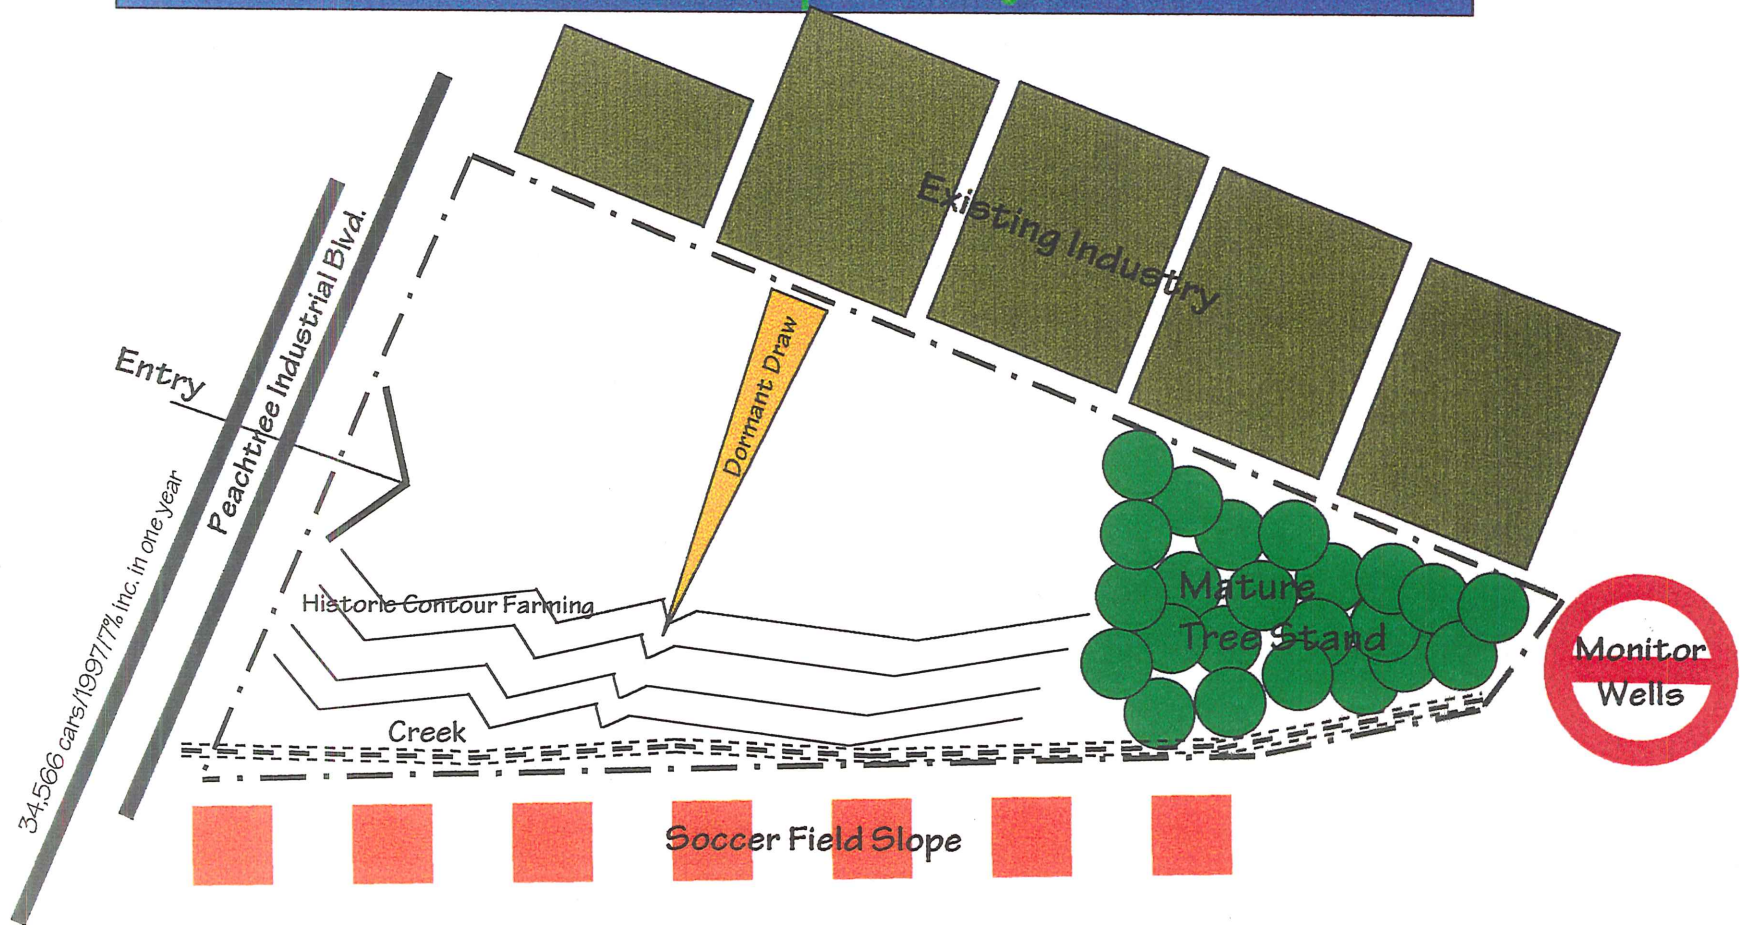 Existing Industry
Peachtree Industrial Blvd.
Entry
Dormant Draw
34,566 cars/1997/7% inc. in one year
Historic Contour Farming
Mature
Tree Stand
Monitor
Wells
Creek
Soccer Field Slope